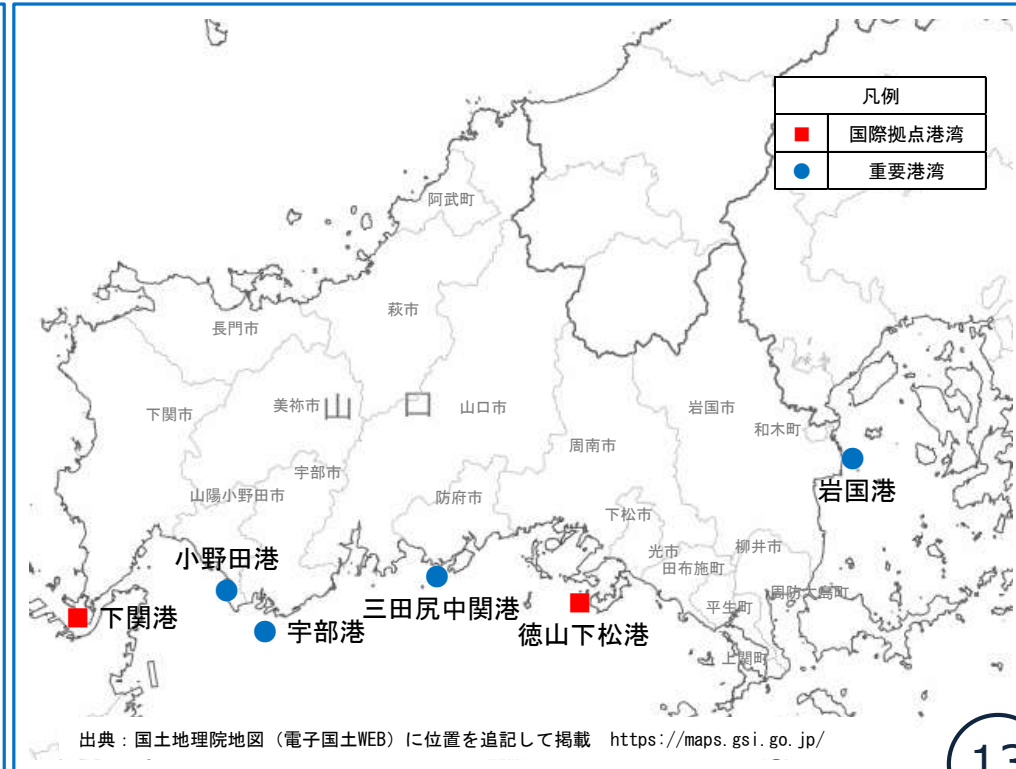 凡例
国際拠点港湾
重要港湾
阿武町
萩市
長門市
下関市
美祢市
山口
山口市
岩国市
和木町
周南市
宇部市
山陽小野田市
防府市
下松市
岩国港
光市
柳井市
田布施町
小野田港
周防大島町
三田尻中関港
平生町
下関港
宇部港
徳山下松港
上関町
出典：国土地理院地図（電子国土WEB）に位置を追記して掲載 https://maps.gsi.go.jp/
13